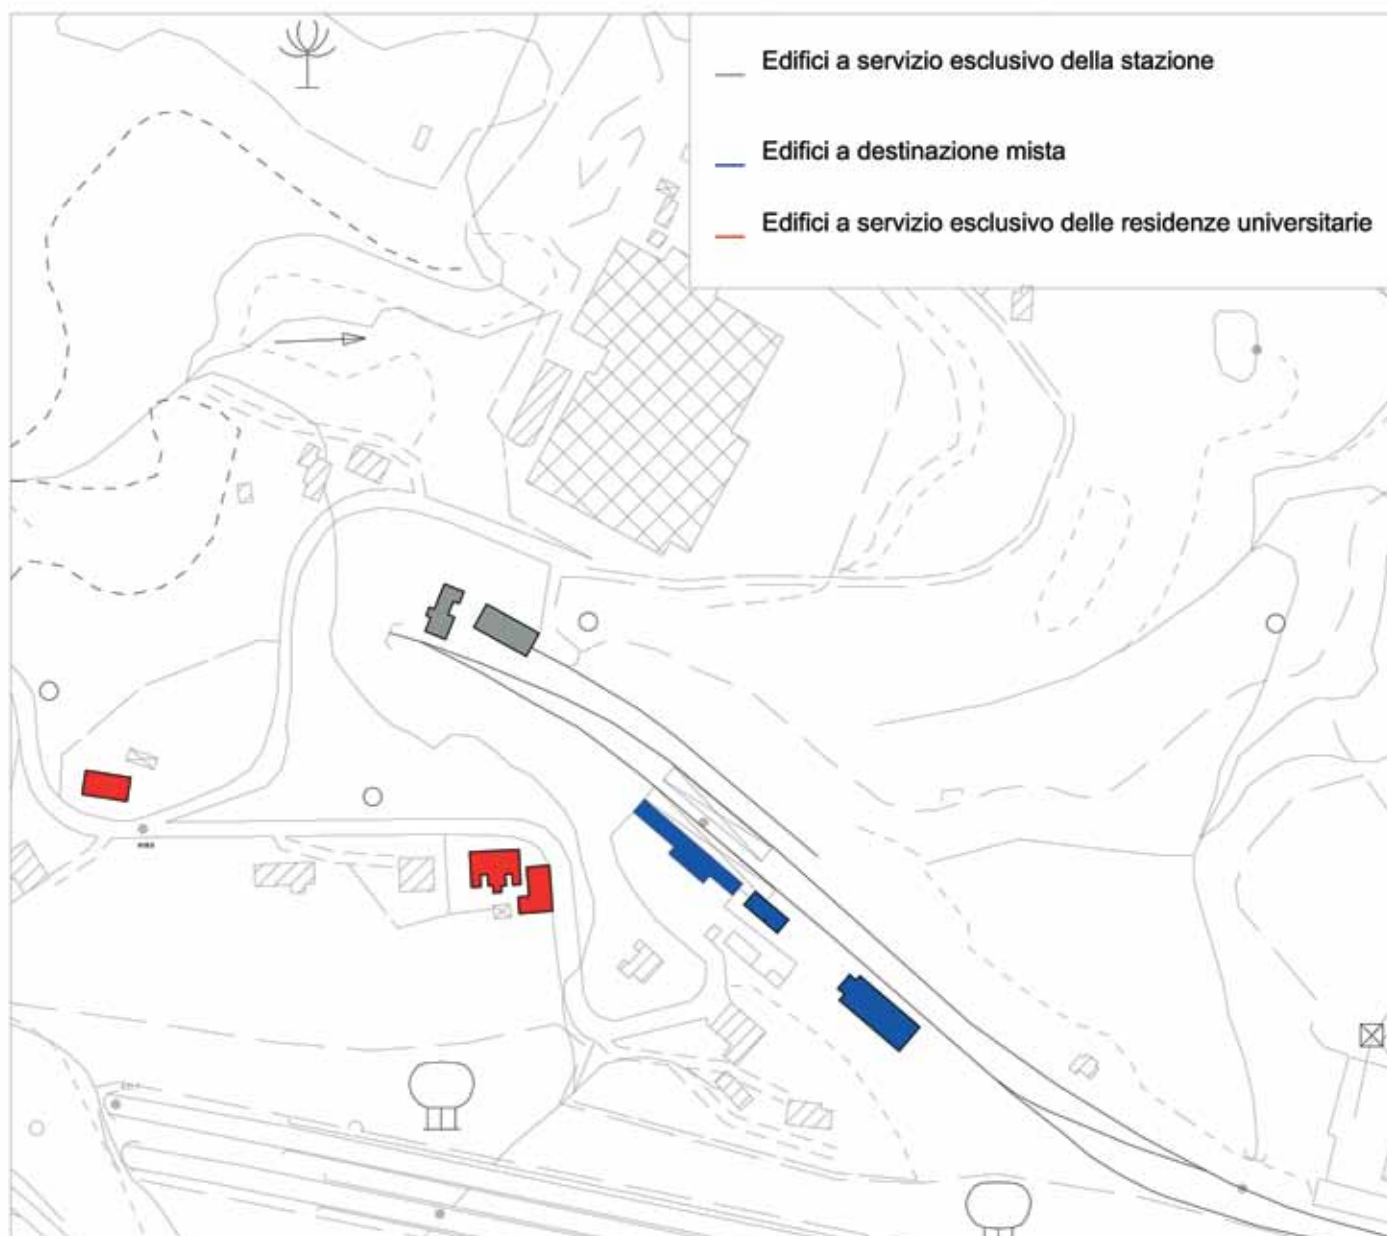 Edifici a servizio esclusivo della stazione
Edifici a destinazione mista
Edifici a servizio esclusivo delle residenze universitarie